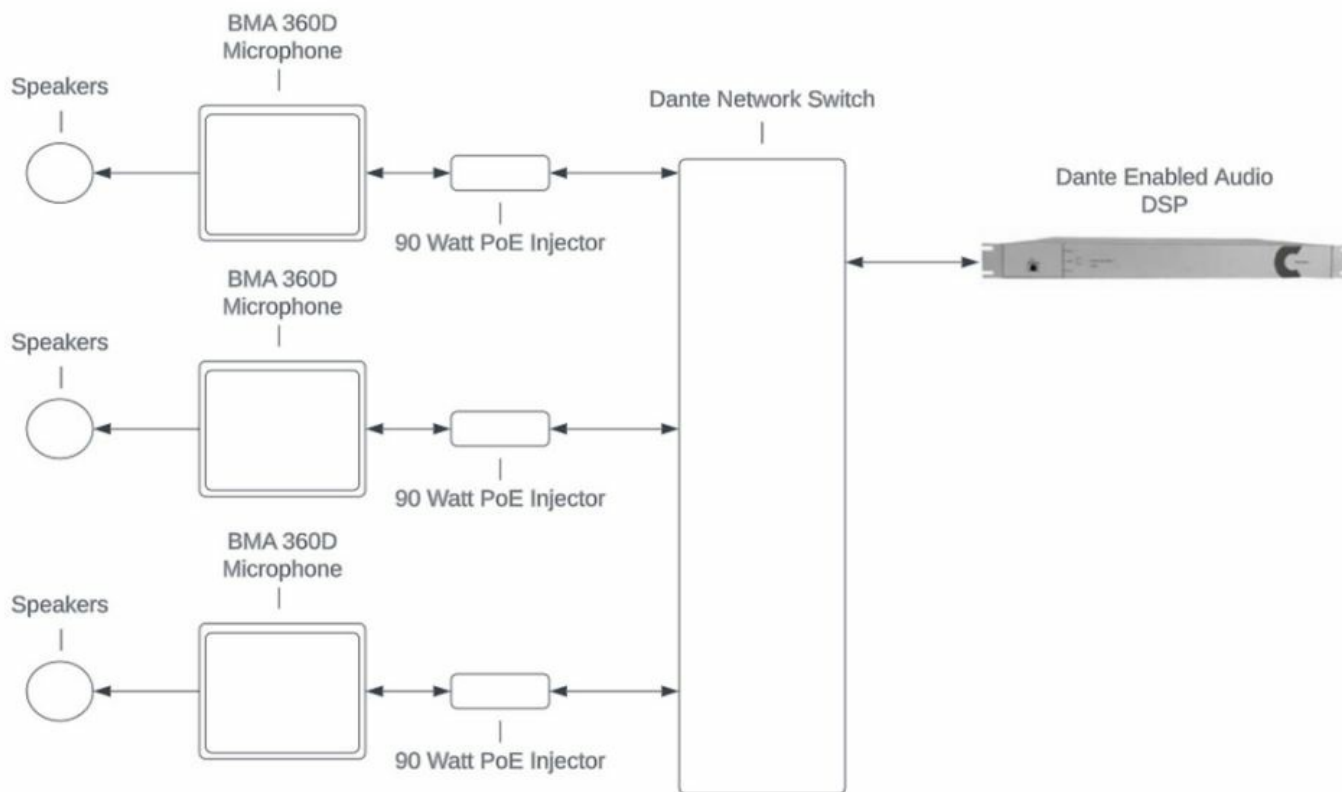 BMA 360D
Microphone
Speakers
90 Watt PoE Injector
Dante Network Switch
Dante Enabled Audio
DSP
BMA 360D
Microphone
Speakers
90 Watt PoE Injector
BMA 360D
Microphone
Speakers
90 Watt PoE Injector